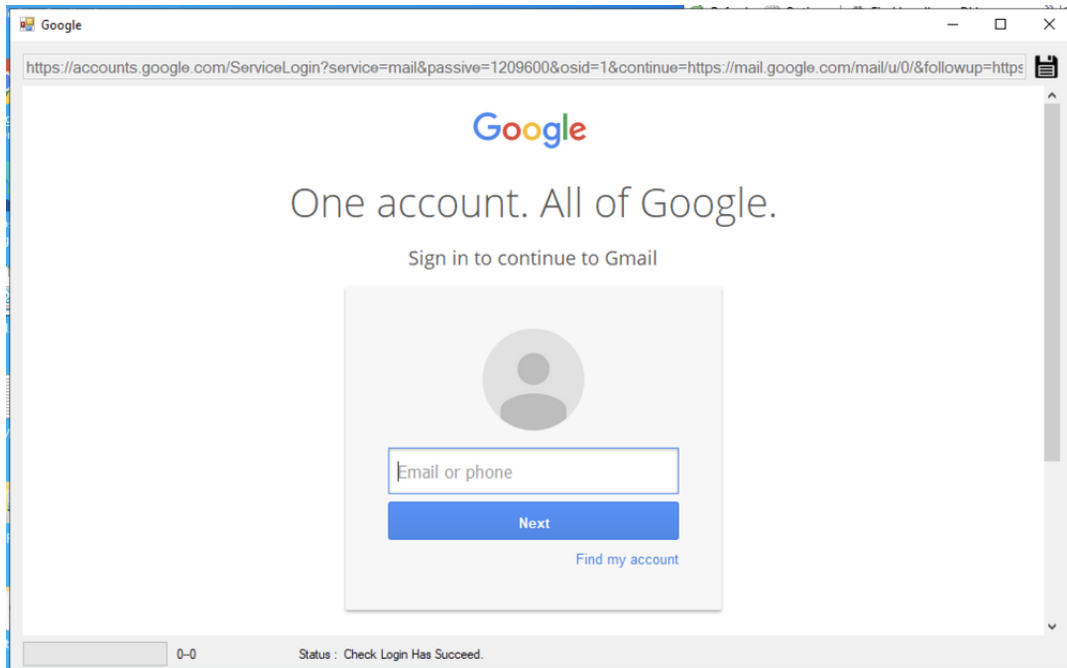 Google
https://accounts.google.com/ServiceLogin?service=mail&passive=1209600&osid=1&continue=https://mail.google.com/mail/u/0/&followup=https
Google
One account. All of Google.
Sign in to continue to Gmail
Email or phone
Next
Find my account
0--0 Status : Check Login Has Succeed.